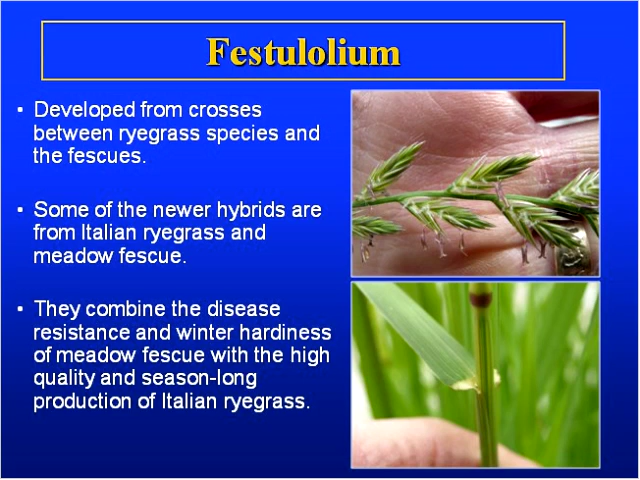 Festulolium
• Developed from crosses
between ryegrass species and
the fescues.
• Some of the newer hybrids are
from Italian ryegrass and
meadow fescue.
• They combine the disease
resistance and winter hardiness
of meadow fescue with the high
quality and season-long
production of Italian ryegrass.